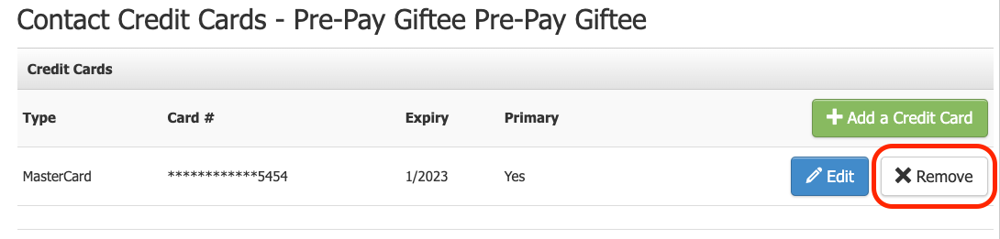 Contact Credit Cards - Pre-Pay Giftee Pre-Pay Giftee
Credit Cards
Type Card # Expiry Primary Add a Credit Card
MasterCard ************5454 1/2023 Yes Edit Remove